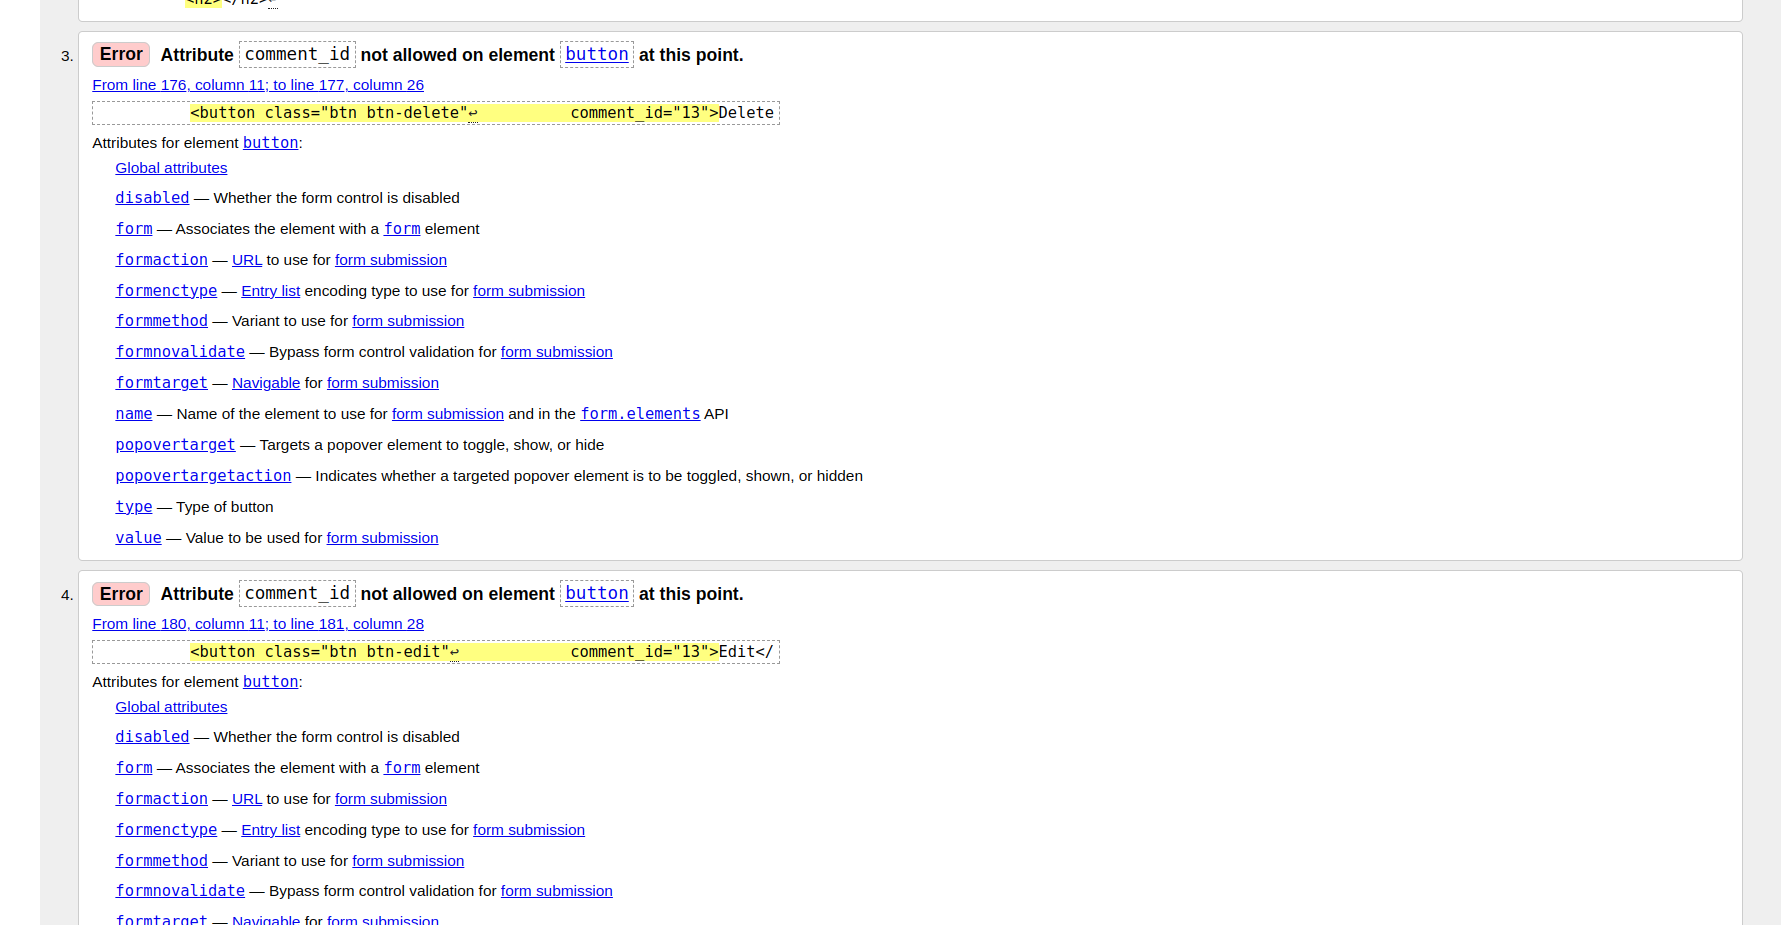 <h2></h2>↩
3. Error Attribute comment_id not allowed on element button at this point.
From line 176, column 11; to line 177, column 26
<button class="btn btn-delete"↩ comment_id="13">Delete
Attributes for element button:
Global attributes
disabled — Whether the form control is disabled
form — Associates the element with a form element
formaction — URL to use for form submission
formenctype — Entry list encoding type to use for form submission
formmethod — Variant to use for form submission
formnovalidate — Bypass form control validation for form submission
formtarget — Navigable for form submission
name — Name of the element to use for form submission and in the form.elements API
popovertarget — Targets a popover element to toggle, show, or hide
popovertargetaction — Indicates whether a targeted popover element is to be toggled, shown, or hidden
type — Type of button
value — Value to be used for form submission
4. Error Attribute comment_id not allowed on element button at this point.
From line 180, column 11; to line 181, column 28
<button class="btn btn-edit"↩ comment_id="13">Edit</
Attributes for element button:
Global attributes
disabled — Whether the form control is disabled
form — Associates the element with a form element
formaction — URL to use for form submission
formenctype — Entry list encoding type to use for form submission
formmethod — Variant to use for form submission
formnovalidate — Bypass form control validation for form submission
formtarget — Navigable for form submission